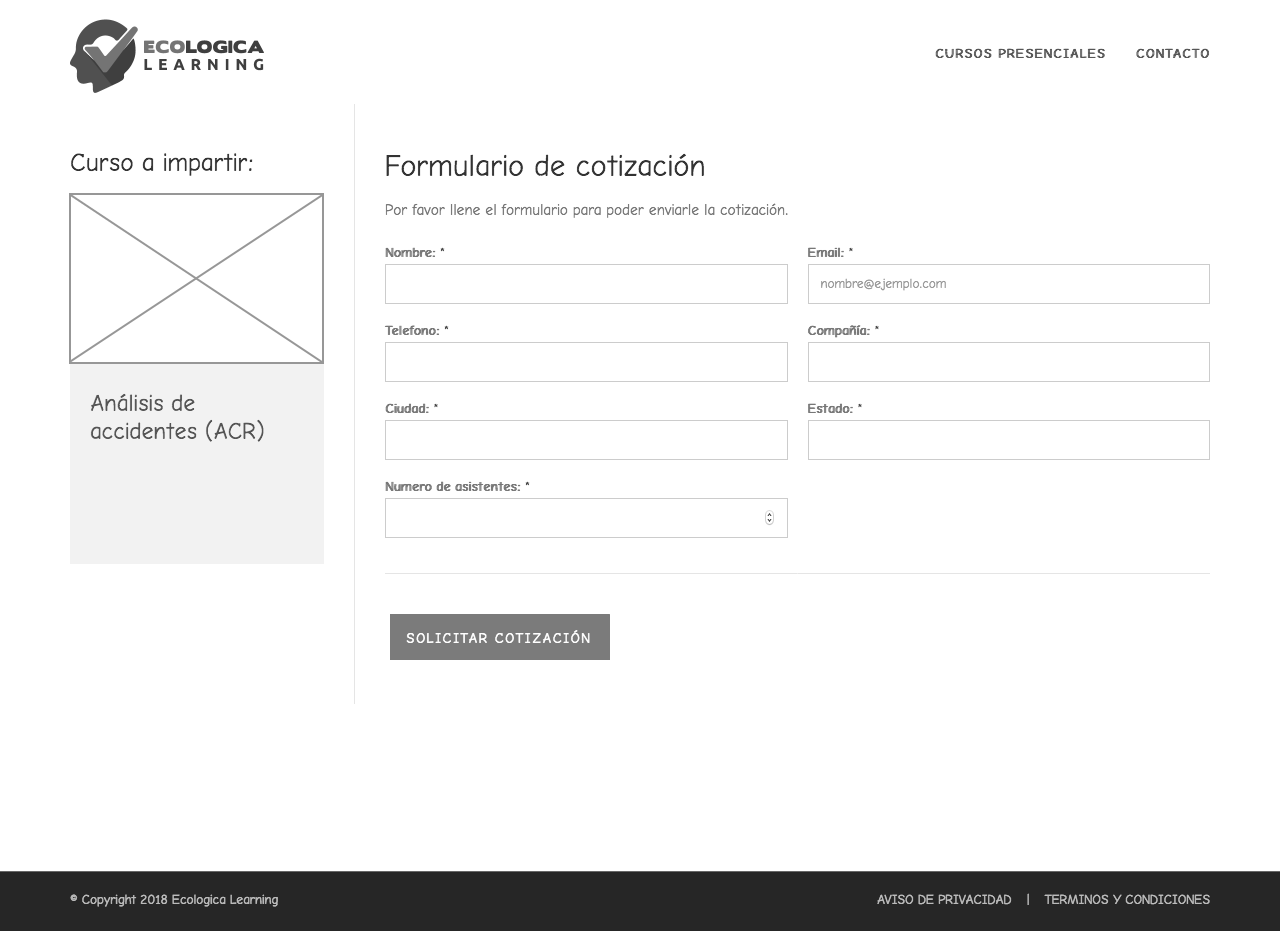 ECOLOGICA
LEARNING
CURSOS PRESENCIALES
CONTACTO
Curso a impartir:
Análisis de
accidentes (ACR)
Formulario de cotización
Por favor llene el formulario para poder enviarle la cotización.
Nombre: *
Email: *
nombre@ejemplo.com
Telefono: *
Compañía: *
Ciudad: *
Estado: *
Numero de asistentes: *
SOLICITAR COTIZACIÓN
© Copyright 2018 Ecologica Learning
AVISO DE PRIVACIDAD | TERMINOS Y CONDICIONES